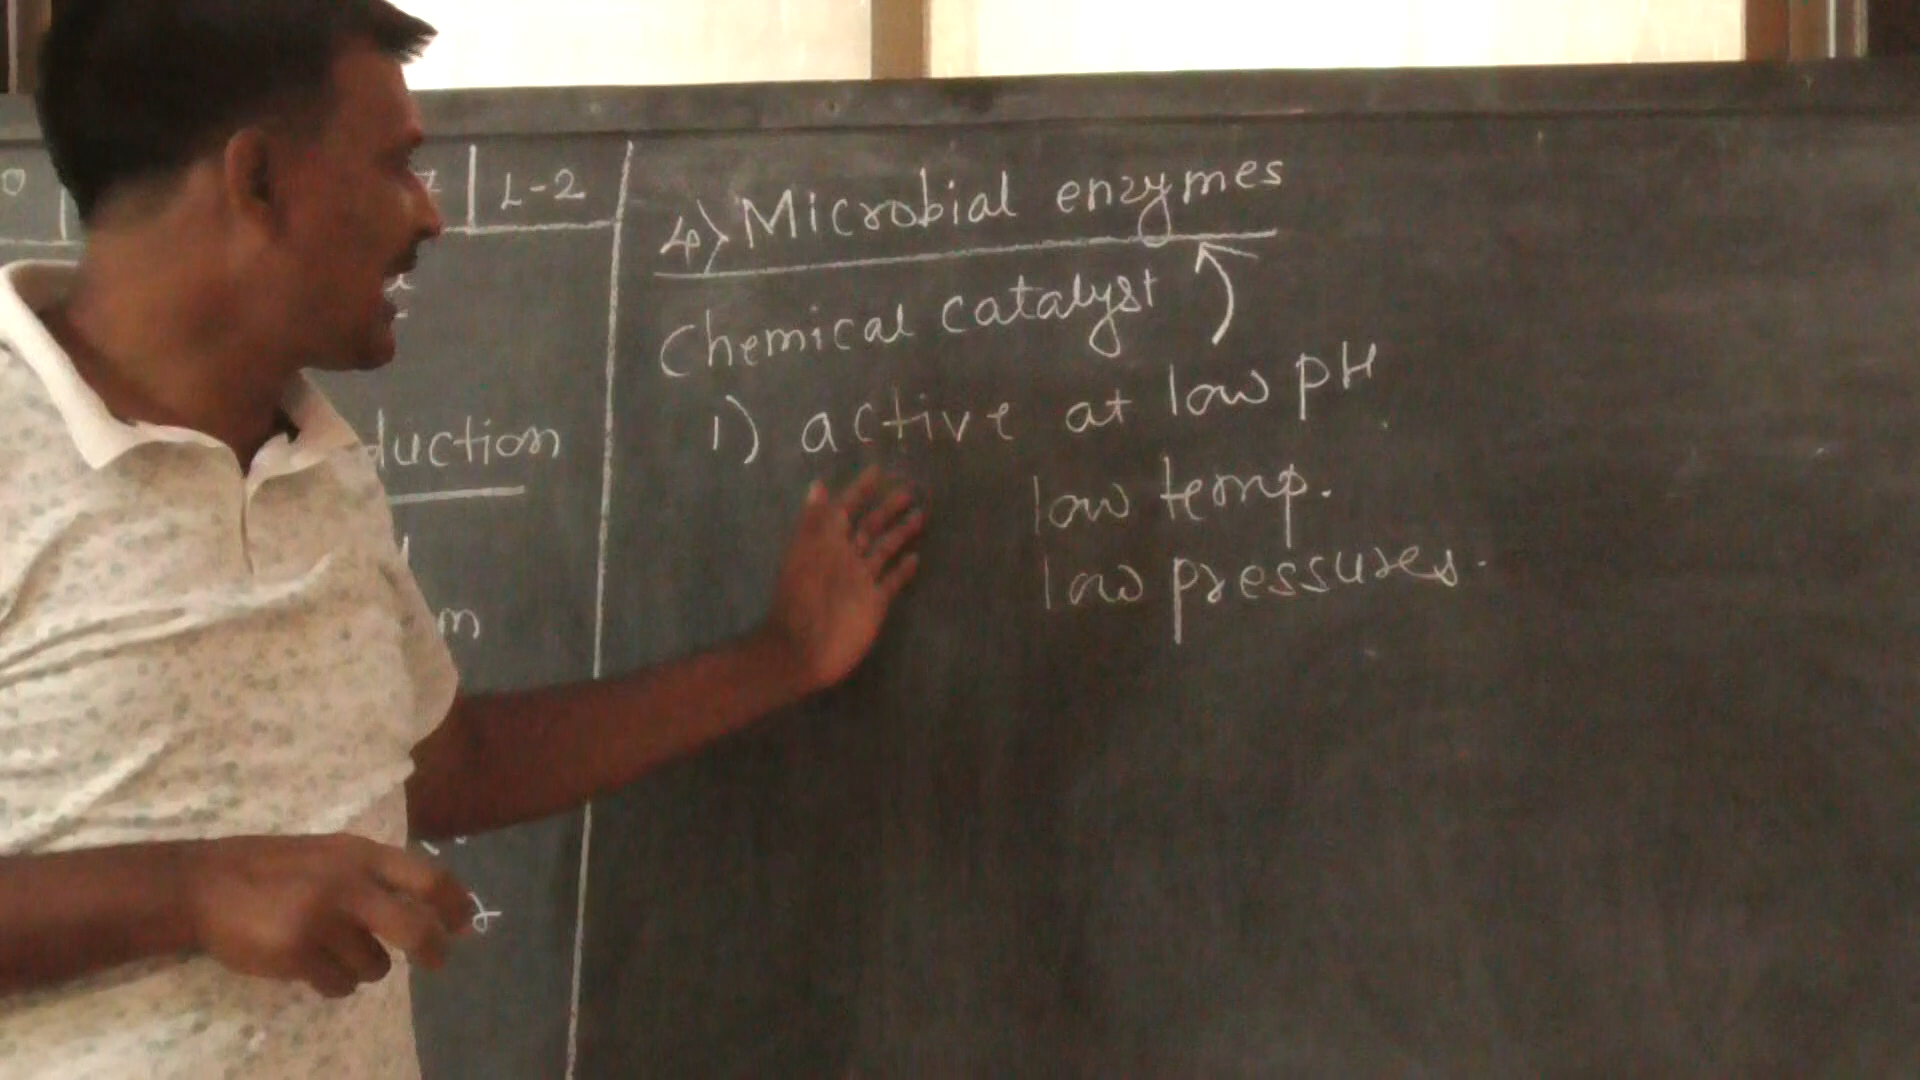 L-2
duction
m
4) Microbial enzymes
Chemical catalyst
1) active at low pH
low temp.
low pressures.